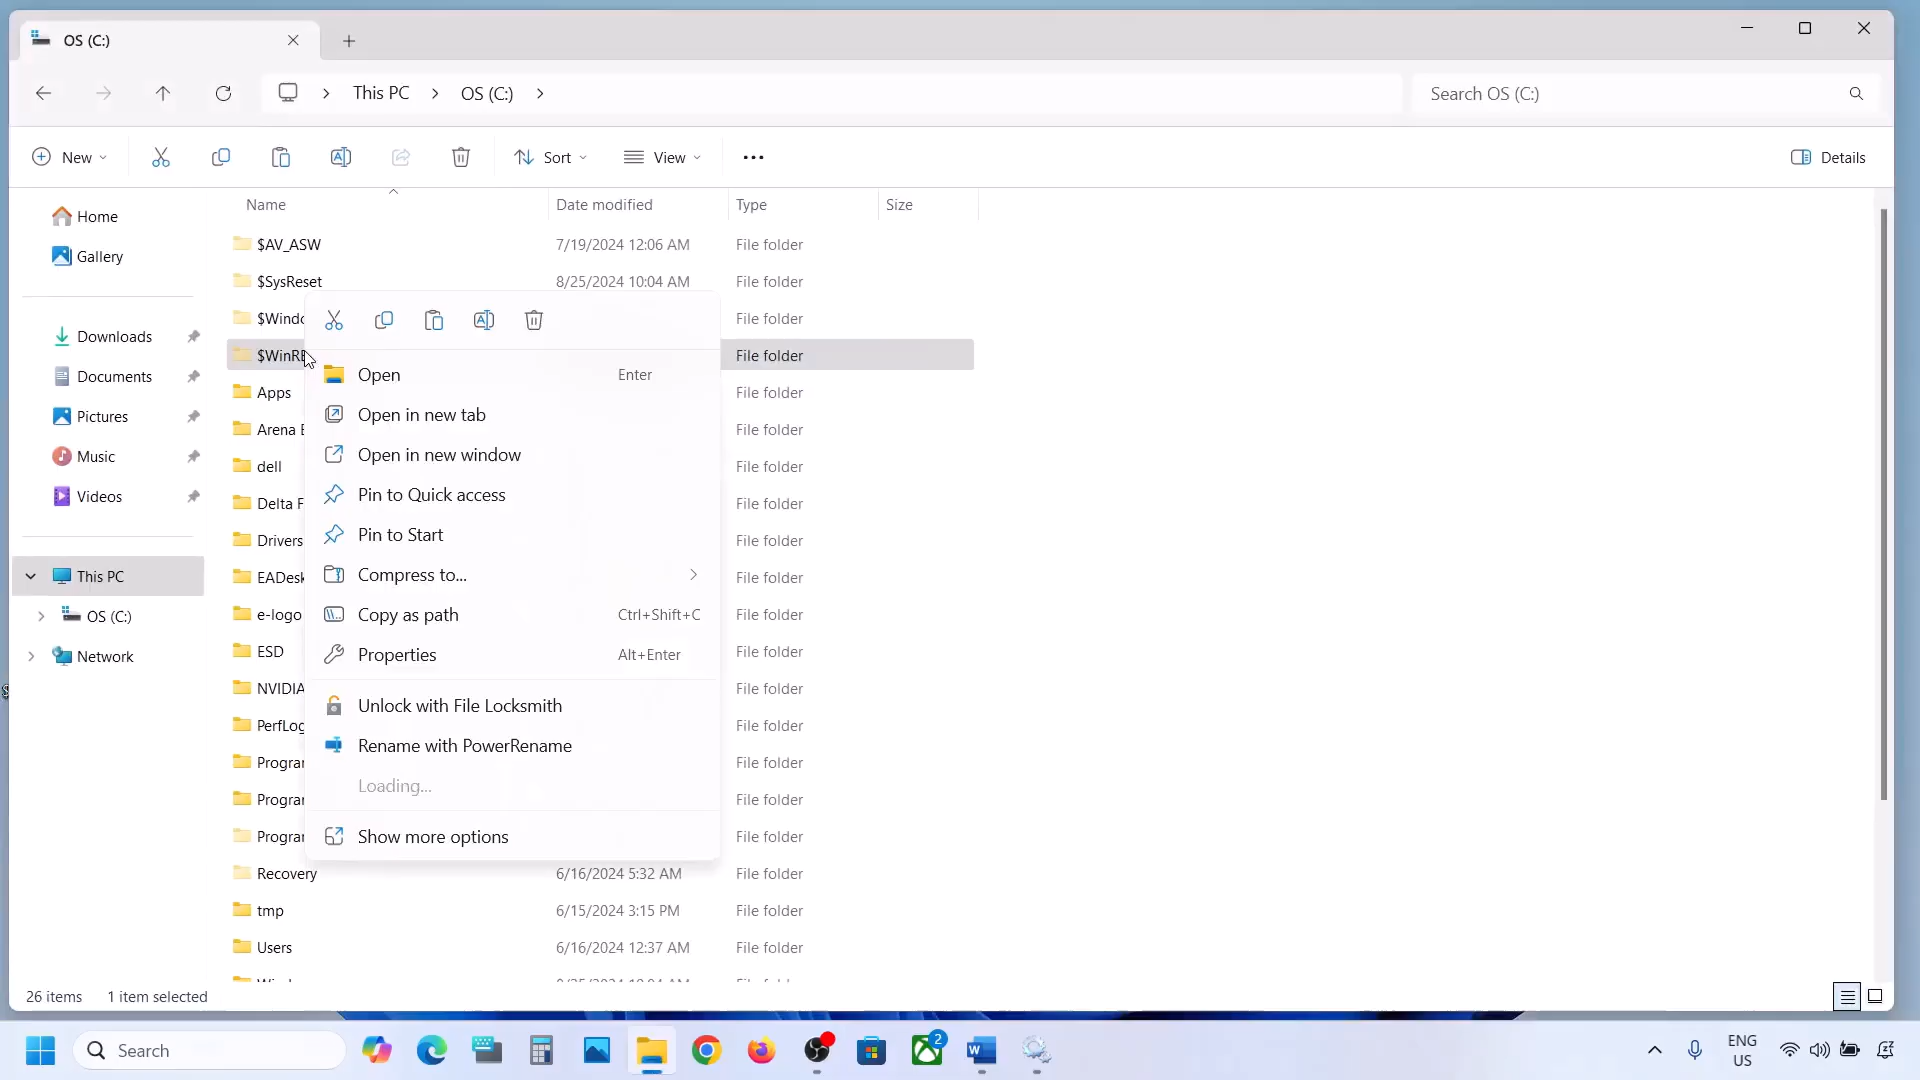 OS (C:)
This PC > OS (C:) >
Search OS (C:)
New
Sort
View
Details
Name Date modified Type Size
Home
Gallery
Downloads
Documents
Pictures
Music
Videos
This PC
OS (C:)
Network
$AV_ASW 7/19/2024 12:06 AM File folder
$SysReset 8/25/2024 10:04 AM File folder
File folder
File folder
Apps File folder
Arena File folder
dell File folder
Delta File folder
Drivers File folder
File folder
e-logo File folder
ESD File folder
NVIDIA File folder
File folder
File folder
File folder
File folder
Recovery 6/16/2024 5:32 AM File folder
tmp 6/15/2024 3:15 PM File folder
Users 6/16/2024 12:37 AM File folder
Open Enter
Open in new tab
Open in new window
Pin to Quick access
Pin to Start
Compress to...
Copy as path Ctrl+Shift+C
Properties Alt+Enter
Unlock with File Locksmith
Rename with PowerRename
Loading...
Show more options
26 items 1 item selected
Search
2
ENG
US